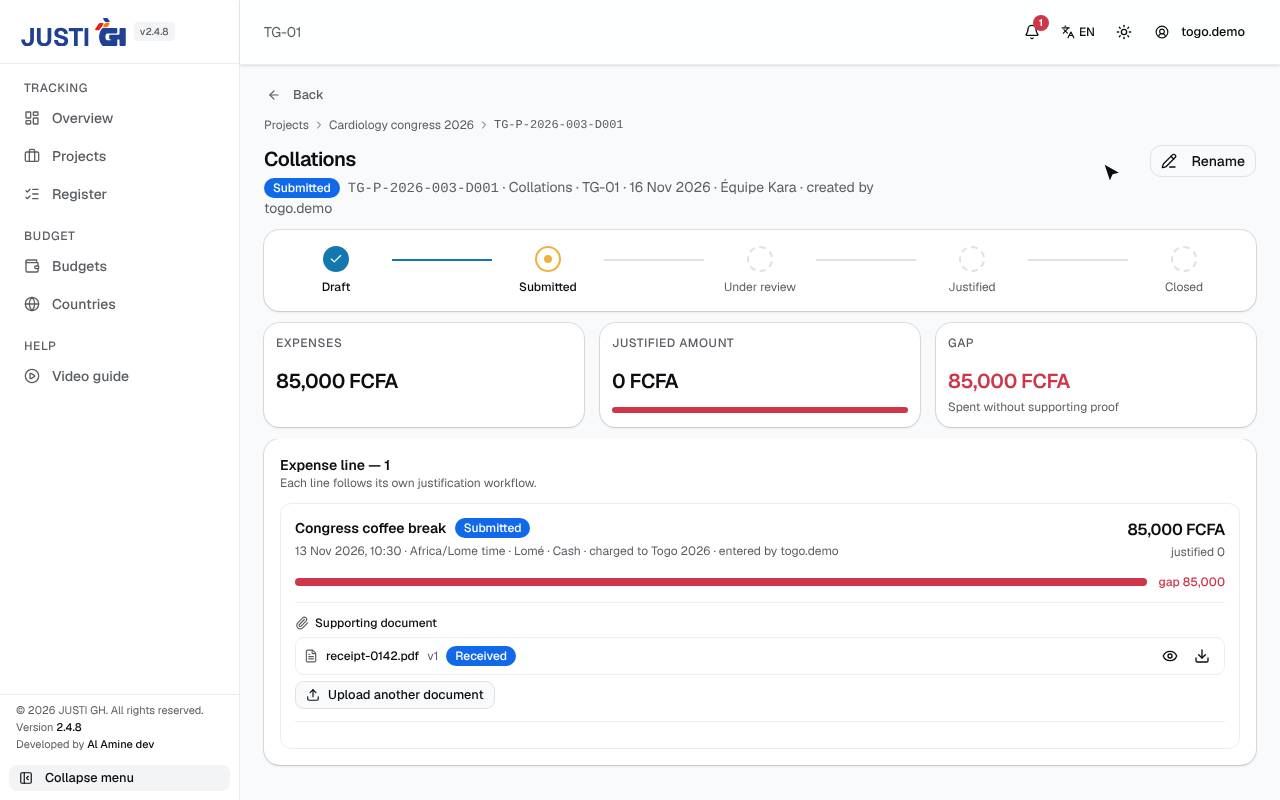 JUSTI GH v2.4.8
TRACKING
Overview
Projects
Register
BUDGET
Budgets
Countries
HELP
Video guide
© 2026 JUSTI GH. All rights reserved.
Version 2.4.8
Developed by Al Amine dev
Collapse menu
TG-01
1
EN
togo.demo
Back
Projects > Cardiology congress 2026 > TG-P-2026-003-D001
Collations
Rename
Submitted TG-P-2026-003-D001 · Collations · TG-01 · 16 Nov 2026 · Équipe Kara · created by
togo.demo
Draft
Submitted
Under review
Justified
Closed
EXPENSES
85,000 FCFA
JUSTIFIED AMOUNT
0 FCFA
GAP
85,000 FCFA
Spent without supporting proof
Expense line — 1
Each line follows its own justification workflow.
Congress coffee break Submitted
85,000 FCFA
13 Nov 2026, 10:30 · Africa/Lome time · Lomé · Cash · charged to Togo 2026 · entered by togo.demo
justified 0
gap 85,000
Supporting document
receipt-0142.pdf v1 Received
Upload another document